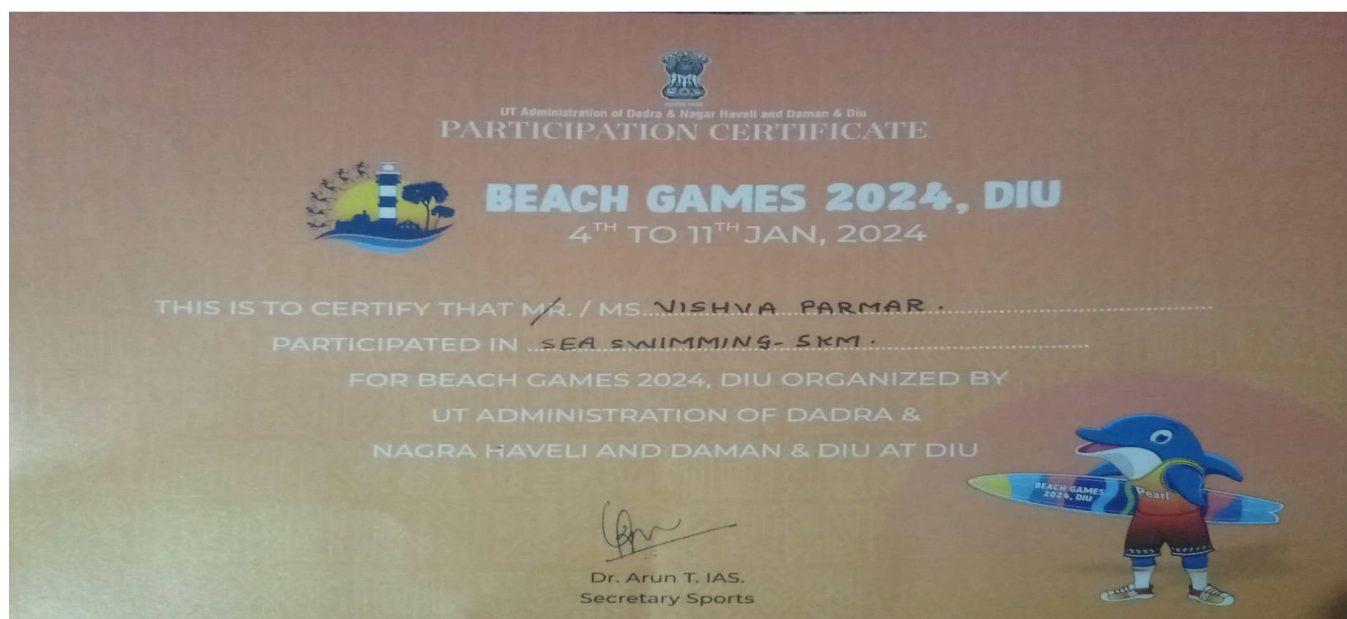 UT Administration of Dadra & Nagar Haveli and Daman & Diu
PARTICIPATION CERTIFICATE
BEACH GAMES 2024, DIU
4TH TO 11TH JAN, 2024
THIS IS TO CERTIFY THAT MR. / MS. VISHVA PARMAR.
PARTICIPATED IN SEA SWIMMING- 5KM.
FOR BEACH GAMES 2024, DIU ORGANIZED BY
UT ADMINISTRATION OF DADRA &
NAGRA HAVELI AND DAMAN & DIU AT DIU
BEACH GAMES
2024, DIU
Pearl
Dr. Arun T. IAS.
Secretary Sports